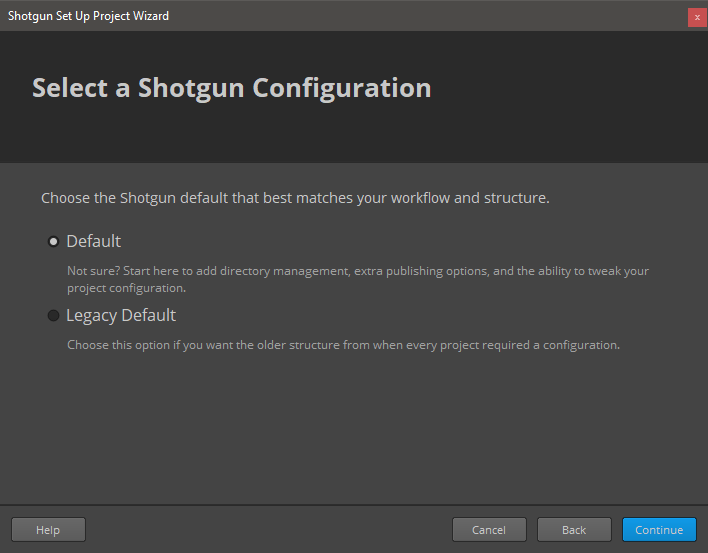 Shotgun Set Up Project Wizard
x
Select a Shotgun Configuration
Choose the Shotgun default that best matches your workflow and structure.
Default
Not sure? Start here to add directory management, extra publishing options, and the ability to tweak your
project configuration.
Legacy Default
Choose this option if you want the older structure from when every project required a configuration.
Help
Cancel
Back
Continue